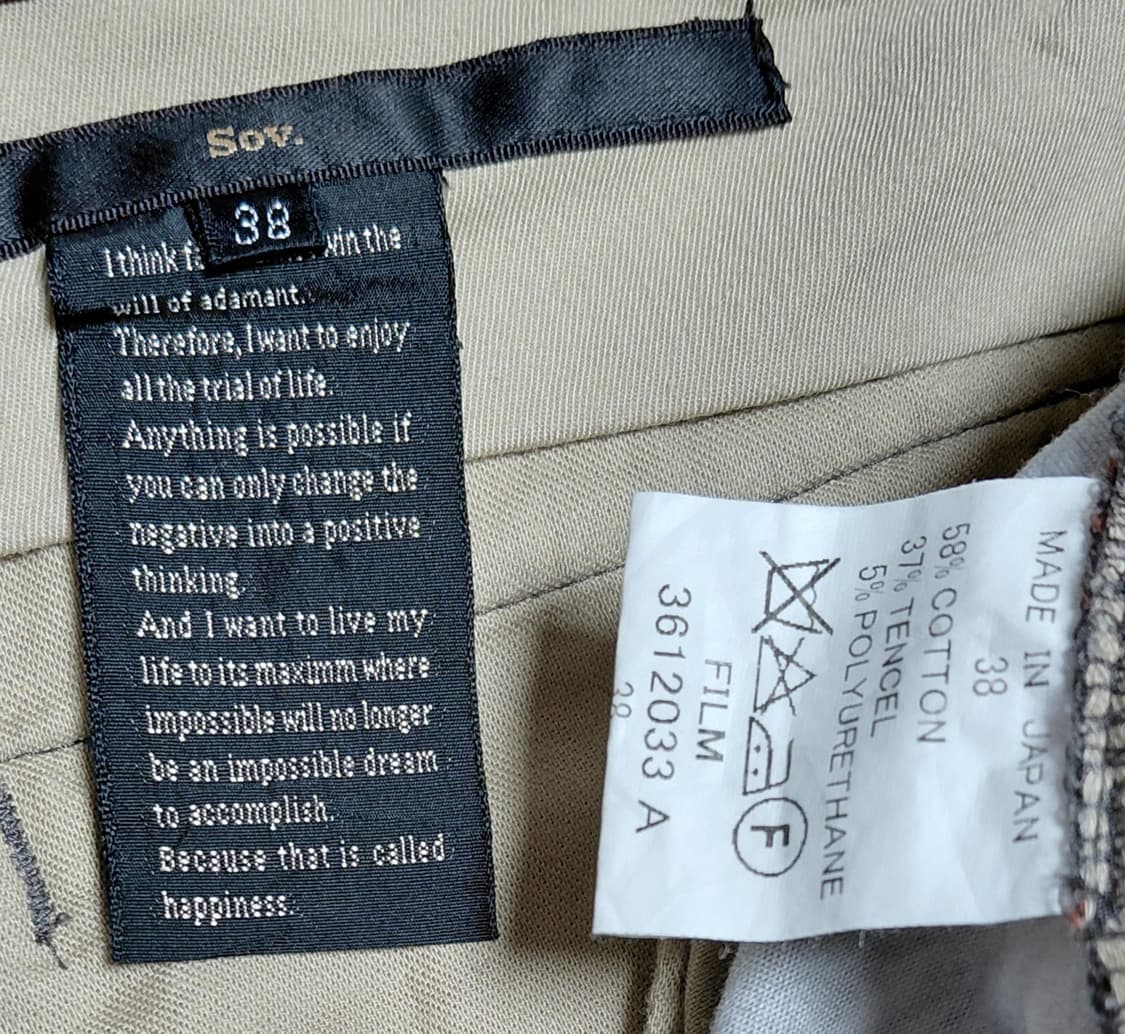 Sov.
38
I think in the
will of adamant.
Therefore, I want to enjoy
all the trial of life.
Anything is possible if
you can only change the
negative into a positive
thinking.
And I want to live my
life to its maximm where
impossible will no longer
be an impossible dream
to accomplish.
Because that is called
happiness.
MADE IN JAPAN
38
58% COTTON
37% TENCEL
5% POLYURETHANE
F
FILM
3612033 A
38